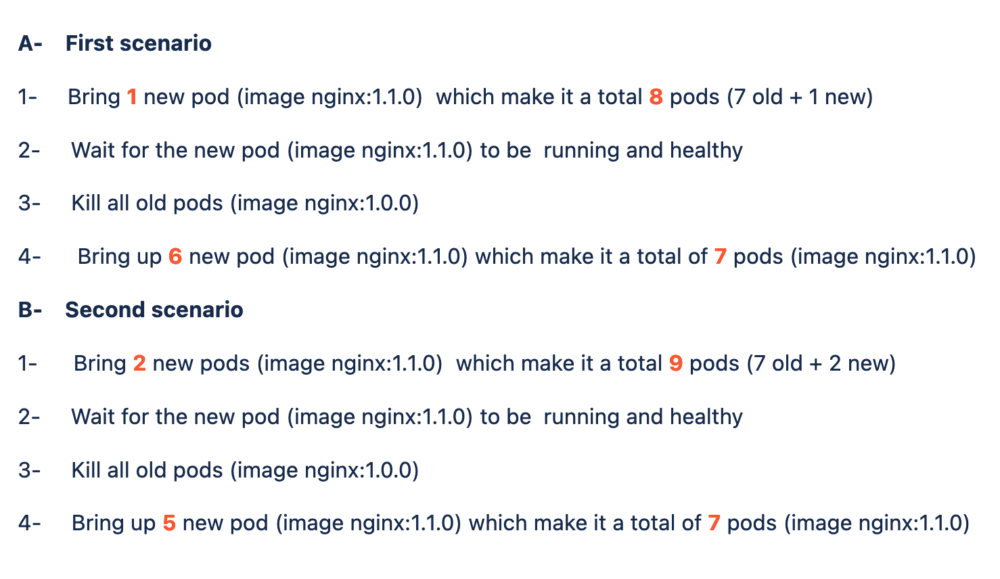 A- First scenario
1- Bring 1 new pod (image nginx:1.1.0) which make it a total 8 pods (7 old + 1 new)
2- Wait for the new pod (image nginx:1.1.0) to be running and healthy
3- Kill all old pods (image nginx:1.0.0)
4- Bring up 6 new pod (image nginx:1.1.0) which make it a total of 7 pods (image nginx:1.1.0)
B- Second scenario
1- Bring 2 new pods (image nginx:1.1.0) which make it a total 9 pods (7 old + 2 new)
2- Wait for the new pod (image nginx:1.1.0) to be running and healthy
3- Kill all old pods (image nginx:1.0.0)
4- Bring up 5 new pod (image nginx:1.1.0) which make it a total of 7 pods (image nginx:1.1.0)